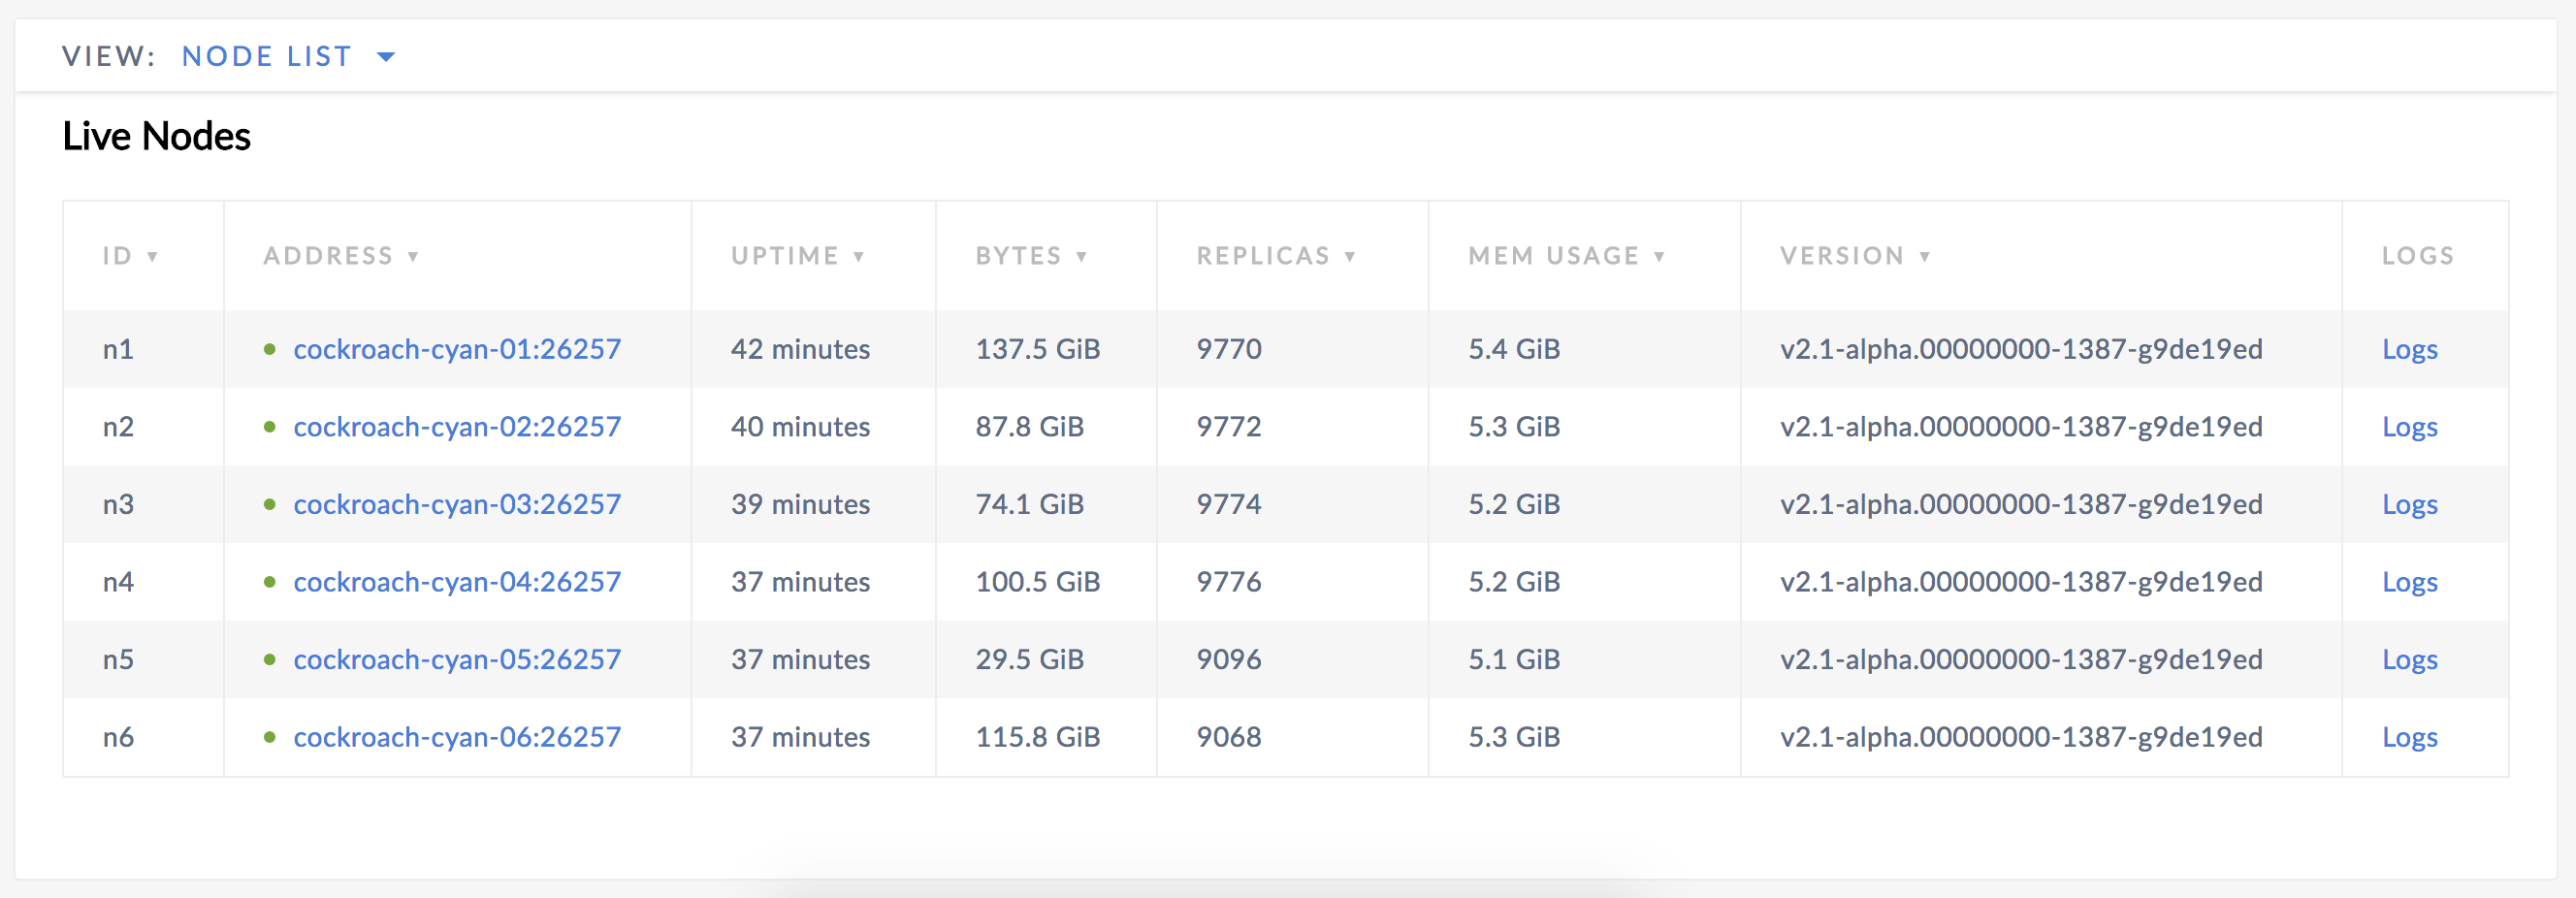 VIEW: NODE LIST
Live Nodes
ID ▼ ADDRESS ▼ UPTIME ▼ BYTES ▼ REPLICAS ▼ MEM USAGE ▼ VERSION ▼ LOGS
n1 cockroach-cyan-01:26257 42 minutes 137.5 GiB 9770 5.4 GiB v2.1-alpha.00000000-1387-g9de19ed Logs
n2 cockroach-cyan-02:26257 40 minutes 87.8 GiB 9772 5.3 GiB v2.1-alpha.00000000-1387-g9de19ed Logs
n3 cockroach-cyan-03:26257 39 minutes 74.1 GiB 9774 5.2 GiB v2.1-alpha.00000000-1387-g9de19ed Logs
n4 cockroach-cyan-04:26257 37 minutes 100.5 GiB 9776 5.2 GiB v2.1-alpha.00000000-1387-g9de19ed Logs
n5 cockroach-cyan-05:26257 37 minutes 29.5 GiB 9096 5.1 GiB v2.1-alpha.00000000-1387-g9de19ed Logs
n6 cockroach-cyan-06:26257 37 minutes 115.8 GiB 9068 5.3 GiB v2.1-alpha.00000000-1387-g9de19ed Logs